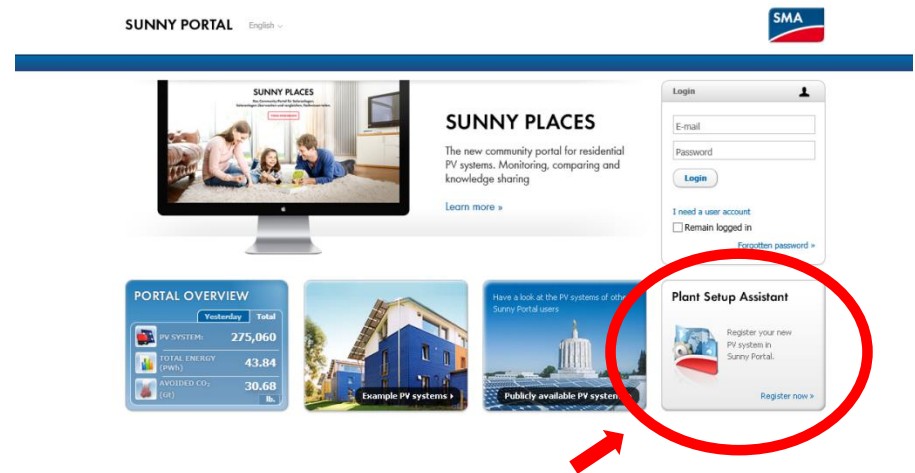 SUNNY PORTAL English
SMA
SUNNY PLACES
SUNNY PLACES
The new community portal for residential
PV systems. Monitoring, comparing and
knowledge sharing
Learn more »
Login
E-mail
Password
Login
I need a user account
Remain logged in
Forgotten password »
PORTAL OVERVIEW
Yesterday Total
PV SYSTEM: 275,060
TOTAL ENERGY
(PWh) 43.84
AVOIDED CO₂
(Gt) 30.68
lb.
Example PV systems
Have a look at the PV systems of other
Sunny Portal users
Publicly available PV systems
Plant Setup Assistant
Register your new
PV system in
Sunny Portal.
Register now »